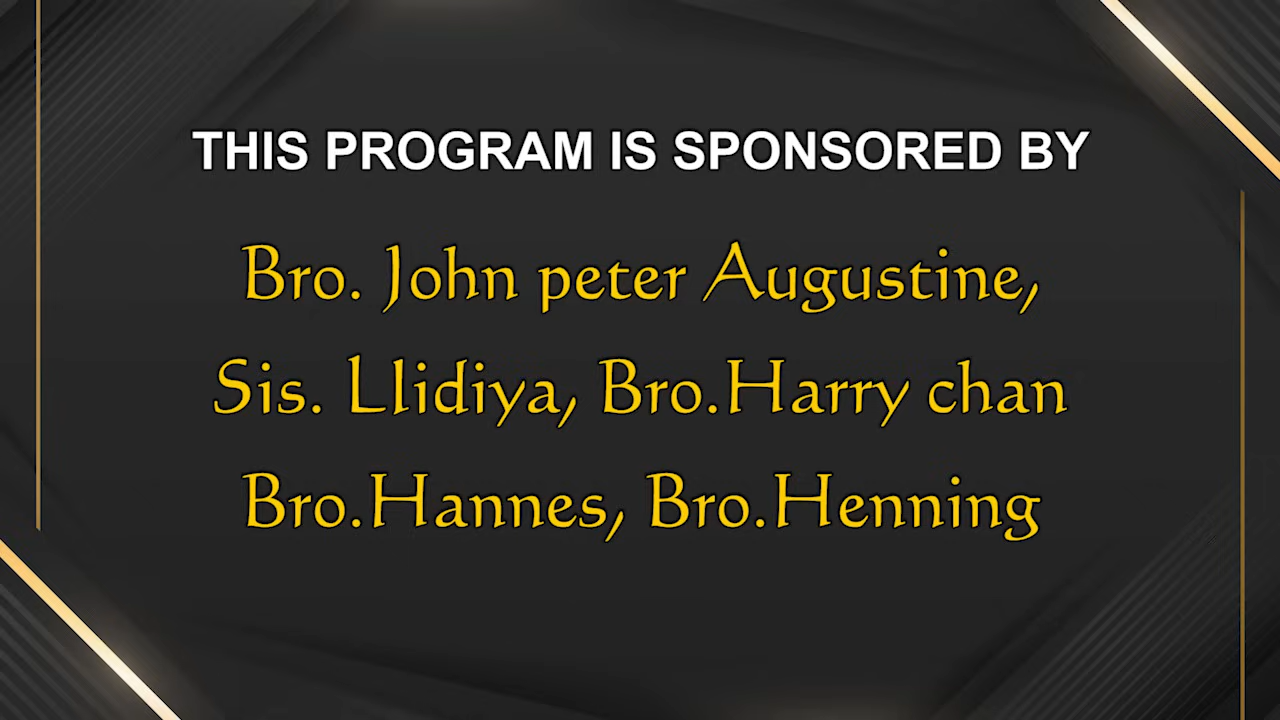 THIS PROGRAM IS SPONSORED BY
Bro. John peter Augustine,
Sis. Llidiya, Bro.Harry chan
Bro.Hannes, Bro.Henning